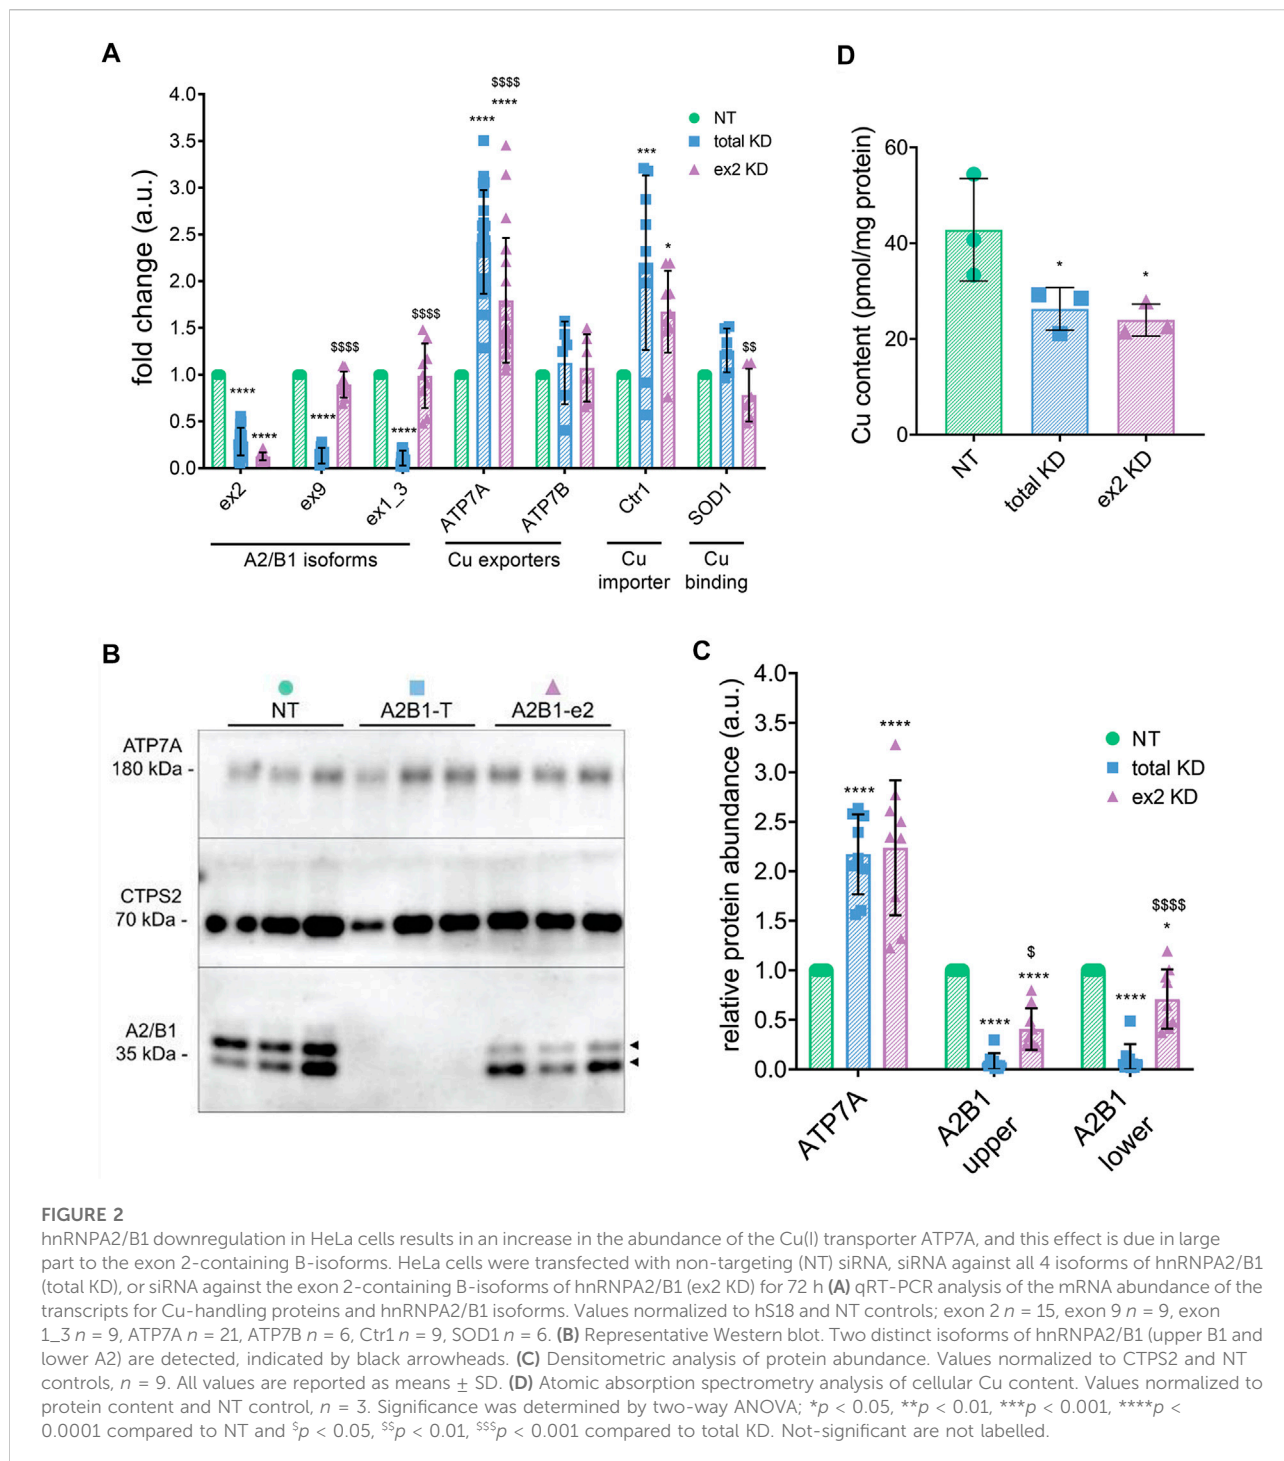 A
4.0
3.5
3.0
2.5
2.0
1.5
1.0
0.5
0.0
fold change (a.u.)
NT
total KD
ex2 KD
****
****
****
$$$$
****
$$$$
****
$$$$
****
***
*
$$
ex2
ex9
ex1_3
ATP7A
ATP7B
Ctr1
SOD1
A2/B1 isoforms
Cu exporters
Cu
importer
Cu
binding
D
60
40
20
0
Cu content (pmol/mg protein)
*
*
NT
total KD
ex2 KD
B
NT
A2B1-T
A2B1-e2
ATP7A
180 kDa -
CTPS2
70 kDa -
A2/B1
35 kDa -
C
4.0
3.5
3.0
2.5
2.0
1.5
1.0
0.5
0.0
relative protein abundance (a.u.)
NT
total KD
ex2 KD
****
****
****
$
****
****
$$$$
*
ATP7A
A2B1
upper
A2B1
lower
FIGURE 2
hnRNPA2/B1 downregulation in HeLa cells results in an increase in the abundance of the Cu(I) transporter ATP7A, and this effect is due in large
part to the exon 2-containing B-isoforms. HeLa cells were transfected with non-targeting (NT) siRNA, siRNA against all 4 isoforms of hnRNPA2/B1
(total KD), or siRNA against the exon 2-containing B-isoforms of hnRNPA2/B1 (ex2 KD) for 72 h (A) qRT-PCR analysis of the mRNA abundance of the
transcripts for Cu-handling proteins and hnRNPA2/B1 isoforms. Values normalized to hS18 and NT controls; exon 2 n = 15, exon 9 n = 9, exon
1_3 n = 9, ATP7A n = 21, ATP7B n = 6, Ctr1 n = 9, SOD1 n = 6. (B) Representative Western blot. Two distinct isoforms of hnRNPA2/B1 (upper B1 and
lower A2) are detected, indicated by black arrowheads. (C) Densitometric analysis of protein abundance. Values normalized to CTPS2 and NT
controls, n = 9. All values are reported as means ± SD. (D) Atomic absorption spectrometry analysis of cellular Cu content. Values normalized to
protein content and NT control, n = 3. Significance was determined by two-way ANOVA; *p < 0.05, **p < 0.01, ***p < 0.001, ****p <
0.0001 compared to NT and $p < 0.05, $$p < 0.01, $$$p < 0.001 compared to total KD. Not-significant are not labelled.